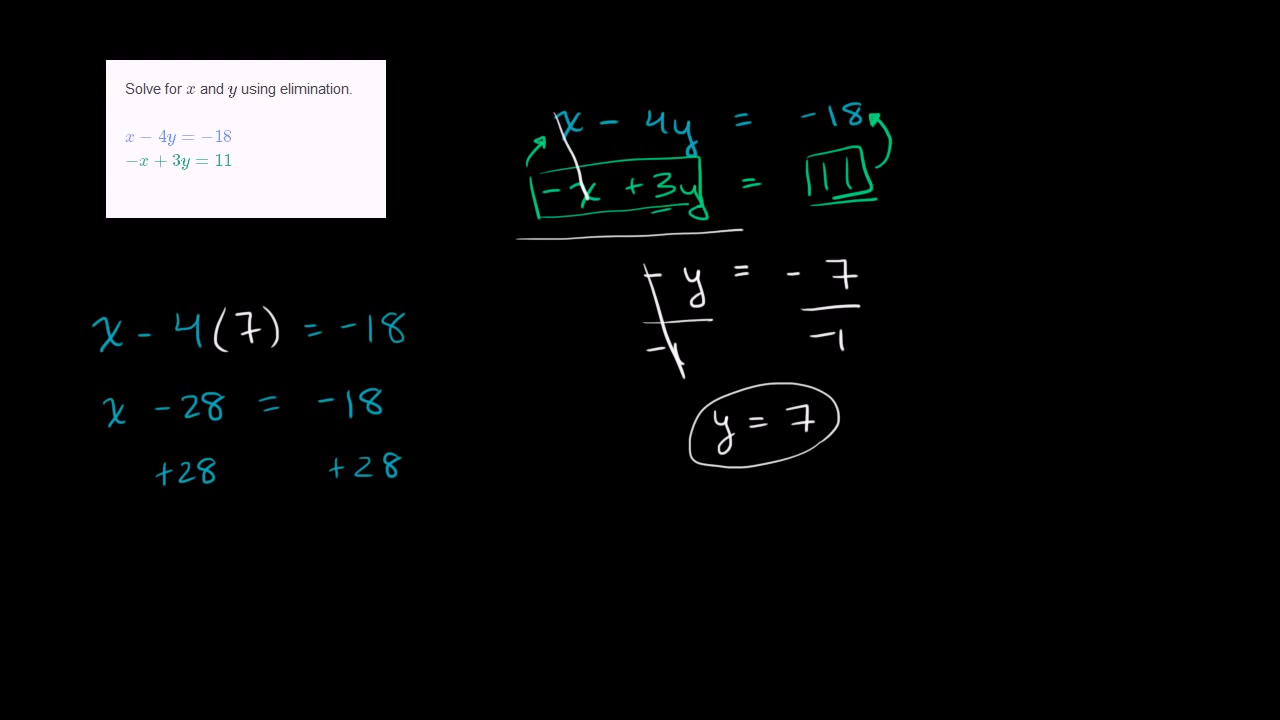 Solve for x and y using elimination.
x − 4y = −18
−x + 3y = 11
x - 4y = -18
-x + 3y = 11
- y = - 7
-1 -1
y = 7
x - 4(7) = -18
x - 28 = -18
+28 +28